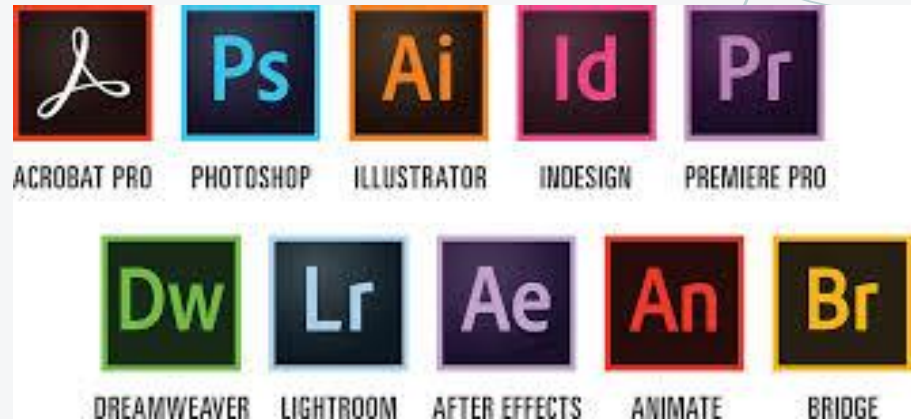 Ps Ai Id Pr
ACROBAT PRO PHOTOSHOP ILLUSTRATOR INDESIGN PREMIERE PRO
Dw Lr Ae An Br
DREAMWEAVER LIGHTROOM AFTER EFFECTS ANIMATE BRIDGE